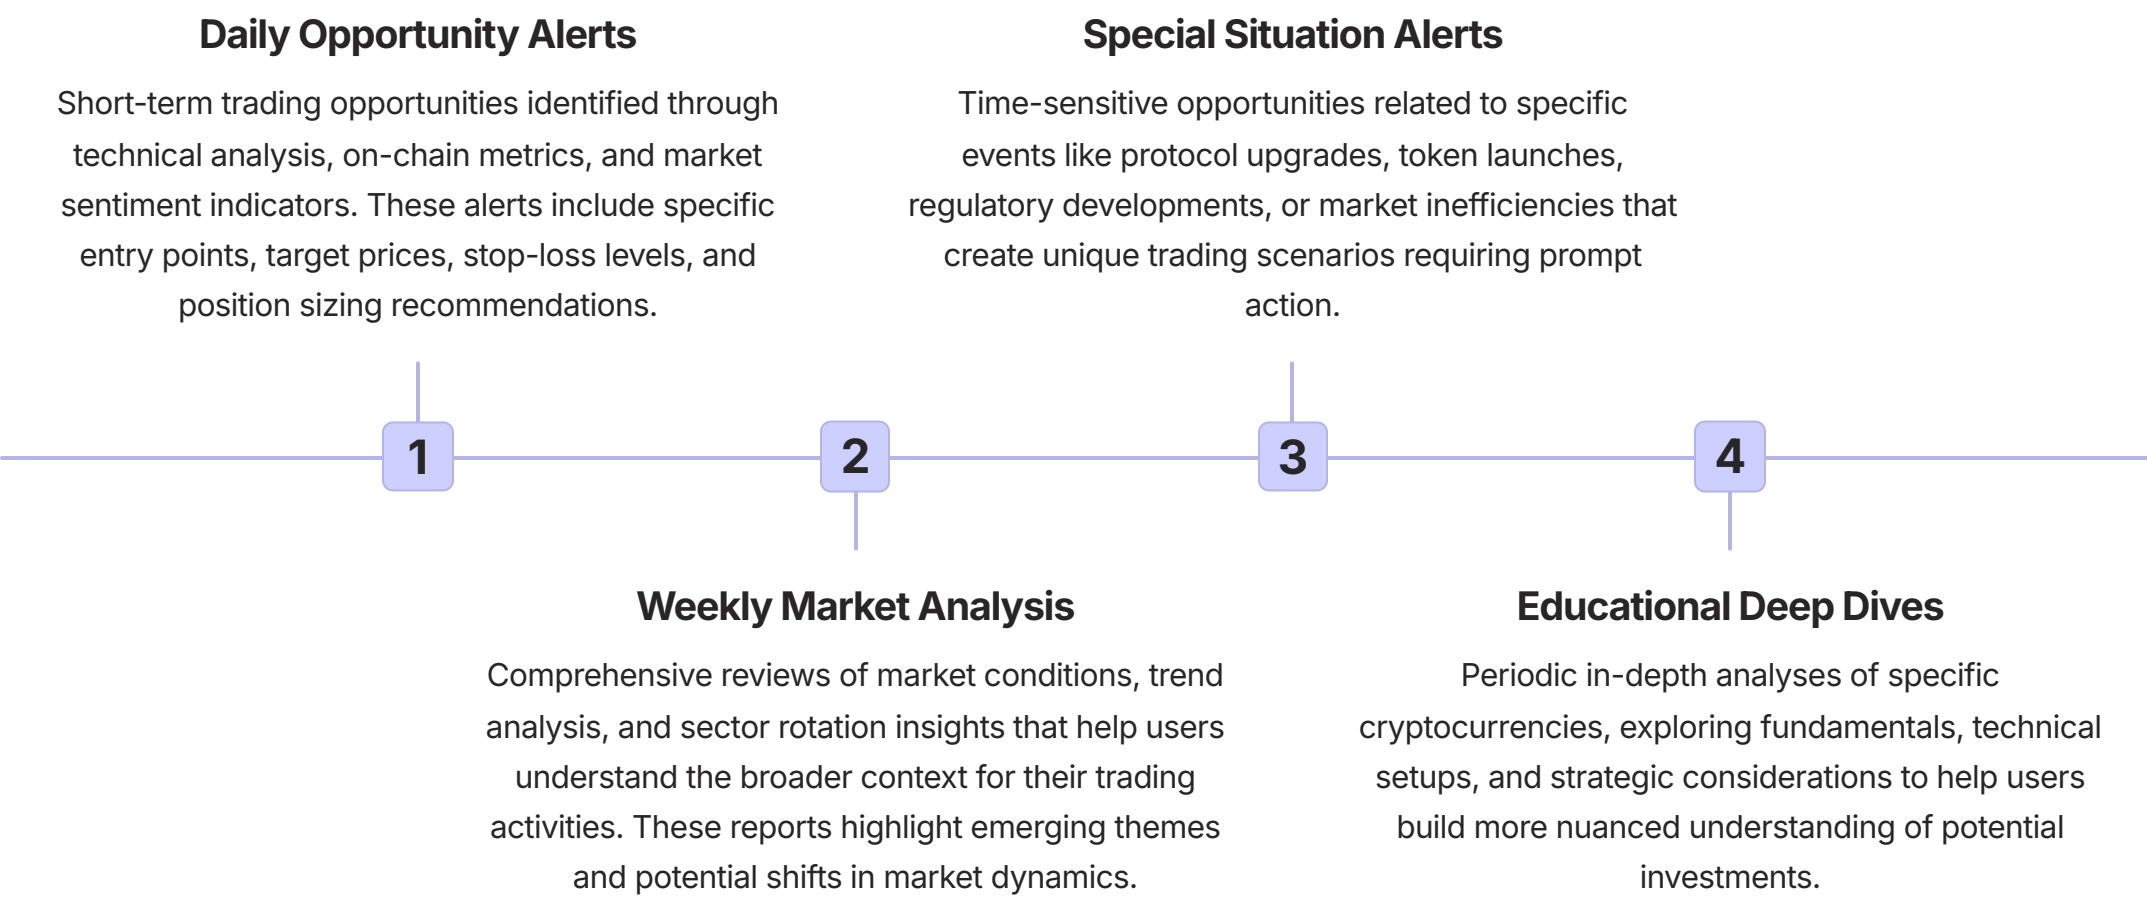 Daily Opportunity Alerts
Short-term trading opportunities identified through
technical analysis, on-chain metrics, and market
sentiment indicators. These alerts include specific
entry points, target prices, stop-loss levels, and
position sizing recommendations.
Special Situation Alerts
Time-sensitive opportunities related to specific
events like protocol upgrades, token launches,
regulatory developments, or market inefficiencies that
create unique trading scenarios requiring prompt
action.
1
2
3
4
Weekly Market Analysis
Comprehensive reviews of market conditions, trend
analysis, and sector rotation insights that help users
understand the broader context for their trading
activities. These reports highlight emerging themes
and potential shifts in market dynamics.
Educational Deep Dives
Periodic in-depth analyses of specific
cryptocurrencies, exploring fundamentals, technical
setups, and strategic considerations to help users
build more nuanced understanding of potential
investments.